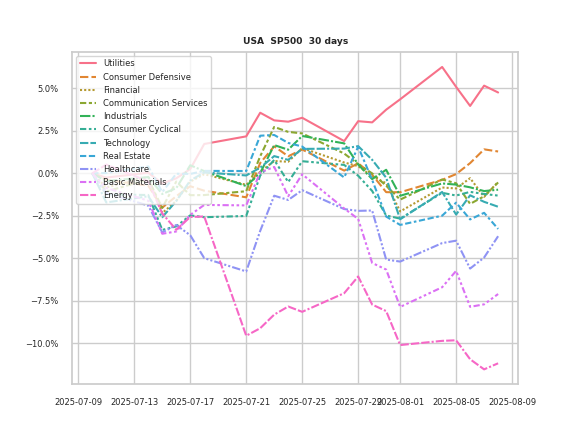 USA SP500 30 days
Utilities
Consumer Defensive
Financial
Communication Services
Industrials
Consumer Cyclical
Technology
Real Estate
Healthcare
Basic Materials
Energy
5.0%
2.5%
0.0%
−2.5%
−5.0%
−7.5%
−10.0%
2025-07-09 2025-07-13 2025-07-17 2025-07-21 2025-07-25 2025-07-29 2025-08-01 2025-08-05 2025-08-09